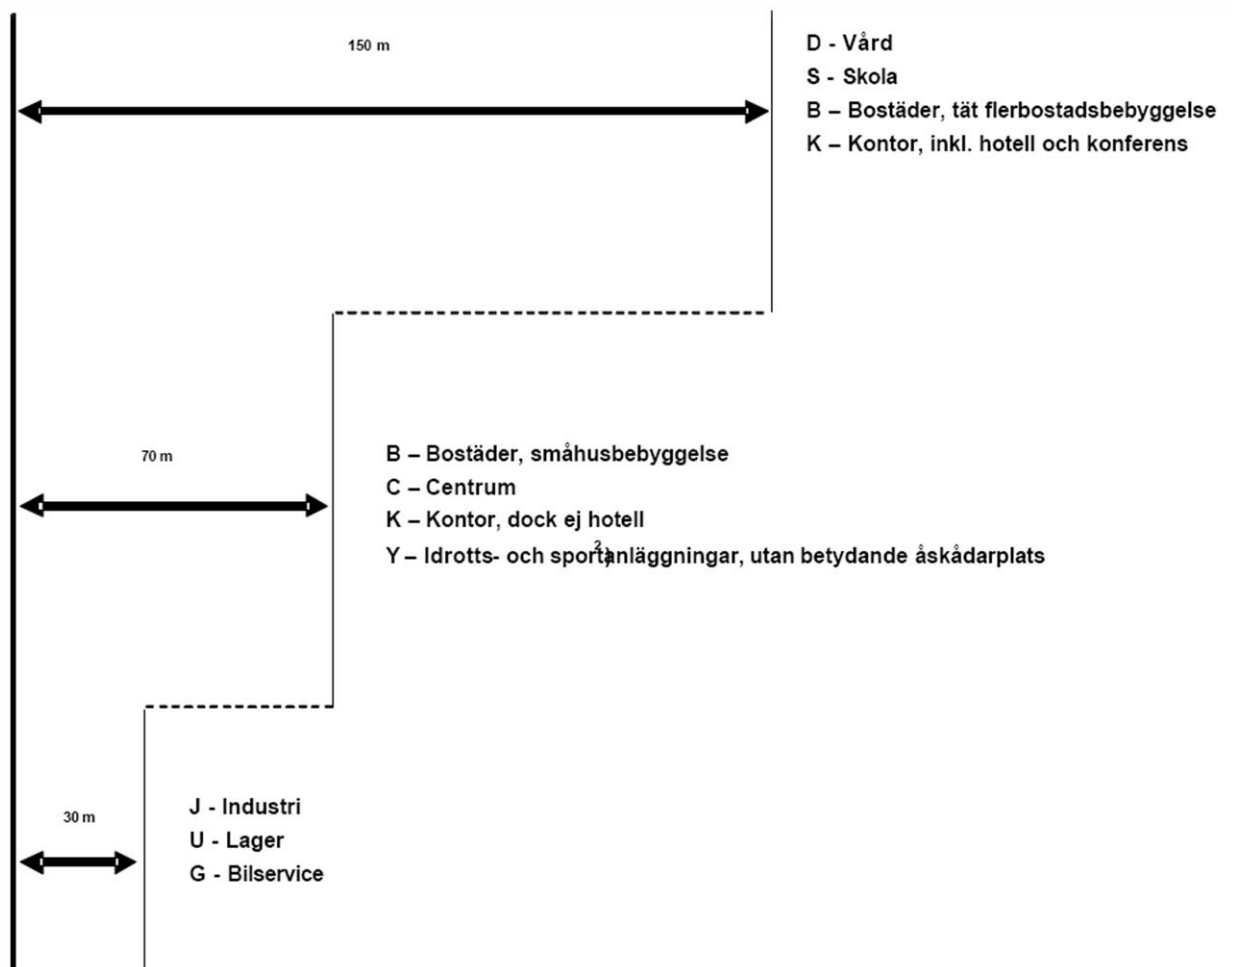 150 m
D - Vård
S - Skola
B – Bostäder, tät flerbostadsbebyggelse
K – Kontor, inkl. hotell och konferens
70 m
B – Bostäder, småhusbebyggelse
C – Centrum
K – Kontor, dock ej hotell
Y – Idrotts- och sportanläggningar, utan betydande åskådarplats
2)
30 m
J - Industri
U - Lager
G - Bilservice